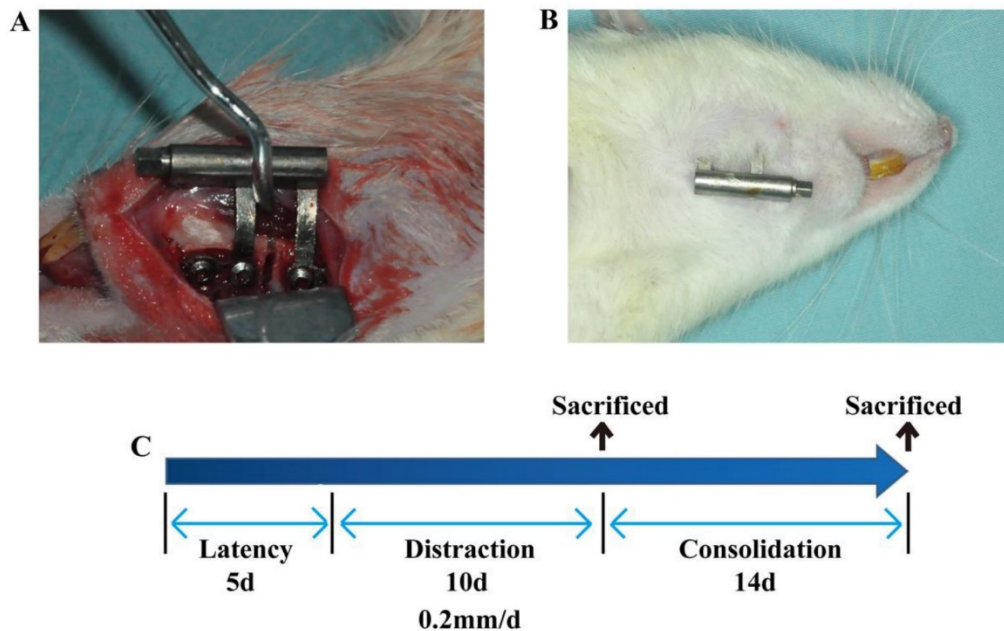 A
B
Sacrificed Sacrificed
C
Latency Distraction Consolidation
5d 10d 14d
0.2mm/d